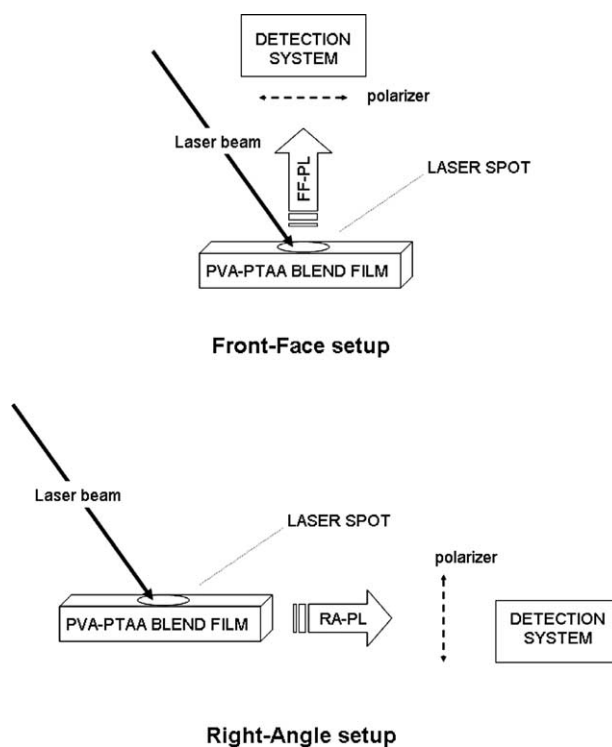 DETECTION
SYSTEM
polarizer
Laser beam
FF-PL
LASER SPOT
PVA-PTAA BLEND FILM
Front-Face setup
Laser beam
LASER SPOT
polarizer
PVA-PTAA BLEND FILM
RA-PL
DETECTION
SYSTEM
Right-Angle setup